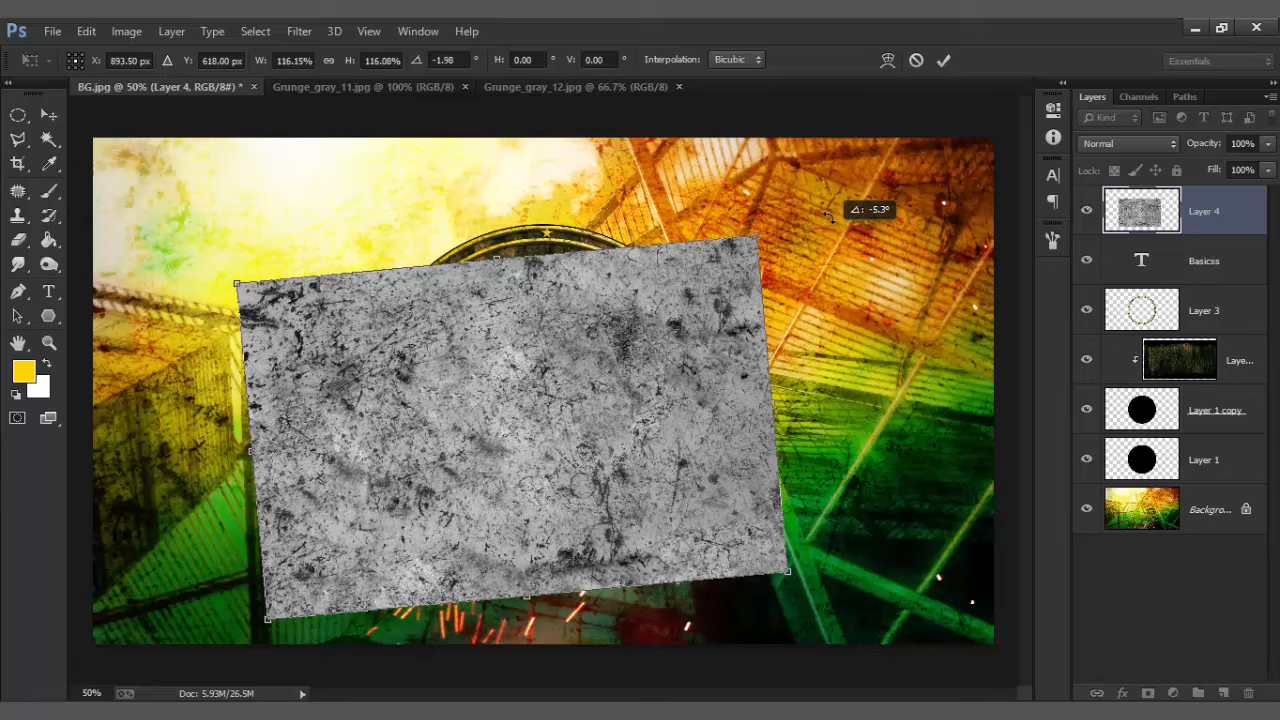 Ps File Edit Image Layer Type Select Filter 3D View Window Help
X: 893.50 px Y: 618.00 px W: 116.15% H: 116.08% -1.98 ° H: 0.00 ° V: 0.00 ° Interpolation: Bicubic Essentials
BG.jpg @ 50% (Layer 4, RGB/8#) * × Grunge_gray_11.jpg @ 100% (RGB/8) × Grunge_gray_12.jpg @ 66.7% (RGB/8) ×
Layers Channels Paths
Kind
Normal Opacity: 100%
Lock: Fill: 100%
∠: -5.3°
Layer 4
T Basicss
Layer 3
Laye...
Layer 1 copy
Layer 1
Backgro...
50% Doc: 5.93M/26.5M
fx